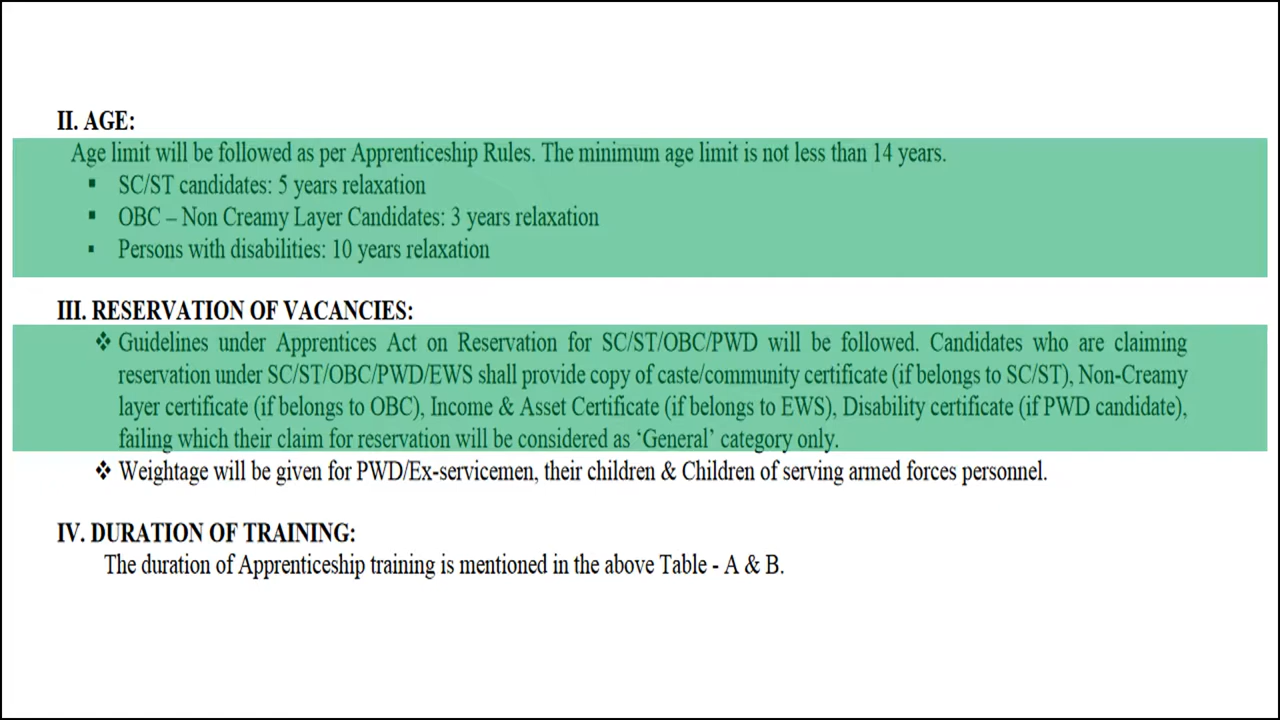 II. AGE:
Age limit will be followed as per Apprenticeship Rules. The minimum age limit is not less than 14 years.
▪ SC/ST candidates: 5 years relaxation
▪ OBC – Non Creamy Layer Candidates: 3 years relaxation
▪ Persons with disabilities: 10 years relaxation
III. RESERVATION OF VACANCIES:
❖ Guidelines under Apprentices Act on Reservation for SC/ST/OBC/PWD will be followed. Candidates who are claiming
reservation under SC/ST/OBC/PWD/EWS shall provide copy of caste/community certificate (if belongs to SC/ST), Non-Creamy
layer certificate (if belongs to OBC), Income & Asset Certificate (if belongs to EWS), Disability certificate (if PWD candidate),
failing which their claim for reservation will be considered as ‘General’ category only.
❖ Weightage will be given for PWD/Ex-servicemen, their children & Children of serving armed forces personnel.
IV. DURATION OF TRAINING:
The duration of Apprenticeship training is mentioned in the above Table - A & B.